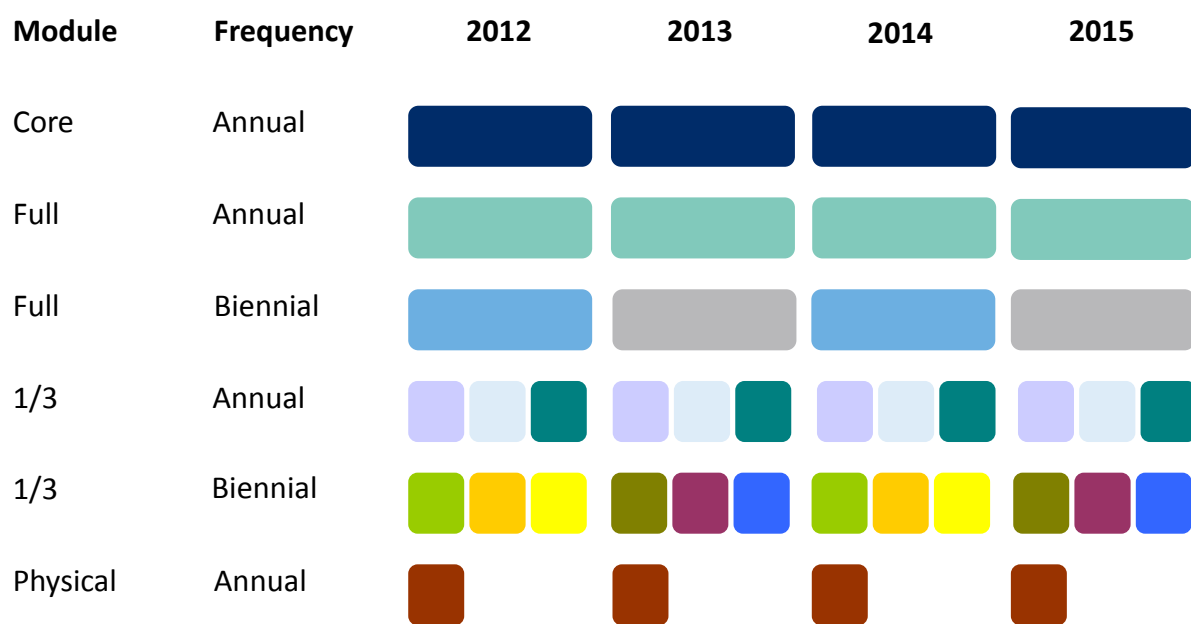 Module Frequency 2012 2013 2014 2015
Core Annual
Full Annual
Full Biennial
1/3 Annual
1/3 Biennial
Physical Annual